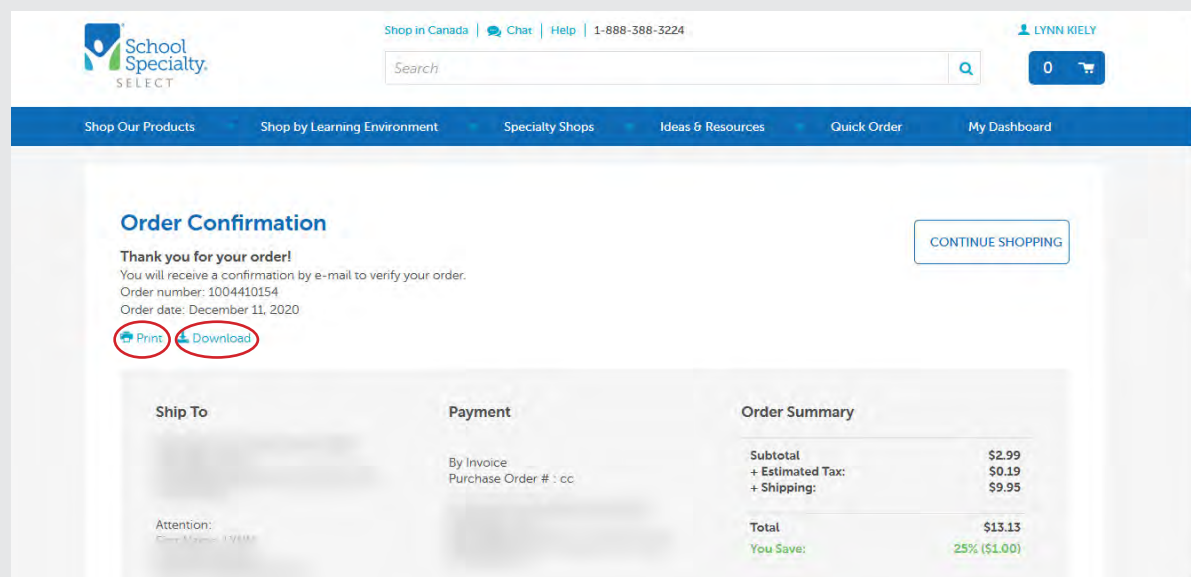 Shop in Canada | Chat | Help | 1-888-388-3224
LYNN KIELY
School
Specialty.
SELECT
Search
0
Shop Our Products
Shop by Learning Environment
Specialty Shops
Ideas & Resources
Quick Order
My Dashboard
Order Confirmation
CONTINUE SHOPPING
Thank you for your order!
You will receive a confirmation by e-mail to verify your order.
Order number: 1004410154
Order date: December 11, 2020
Print Download
Ship To
Attention:
Payment
By Invoice
Purchase Order # : cc
Order Summary
Subtotal $2.99
+ Estimated Tax: $0.19
+ Shipping: $9.95
Total $13.13
You Save: 25% ($1.00)